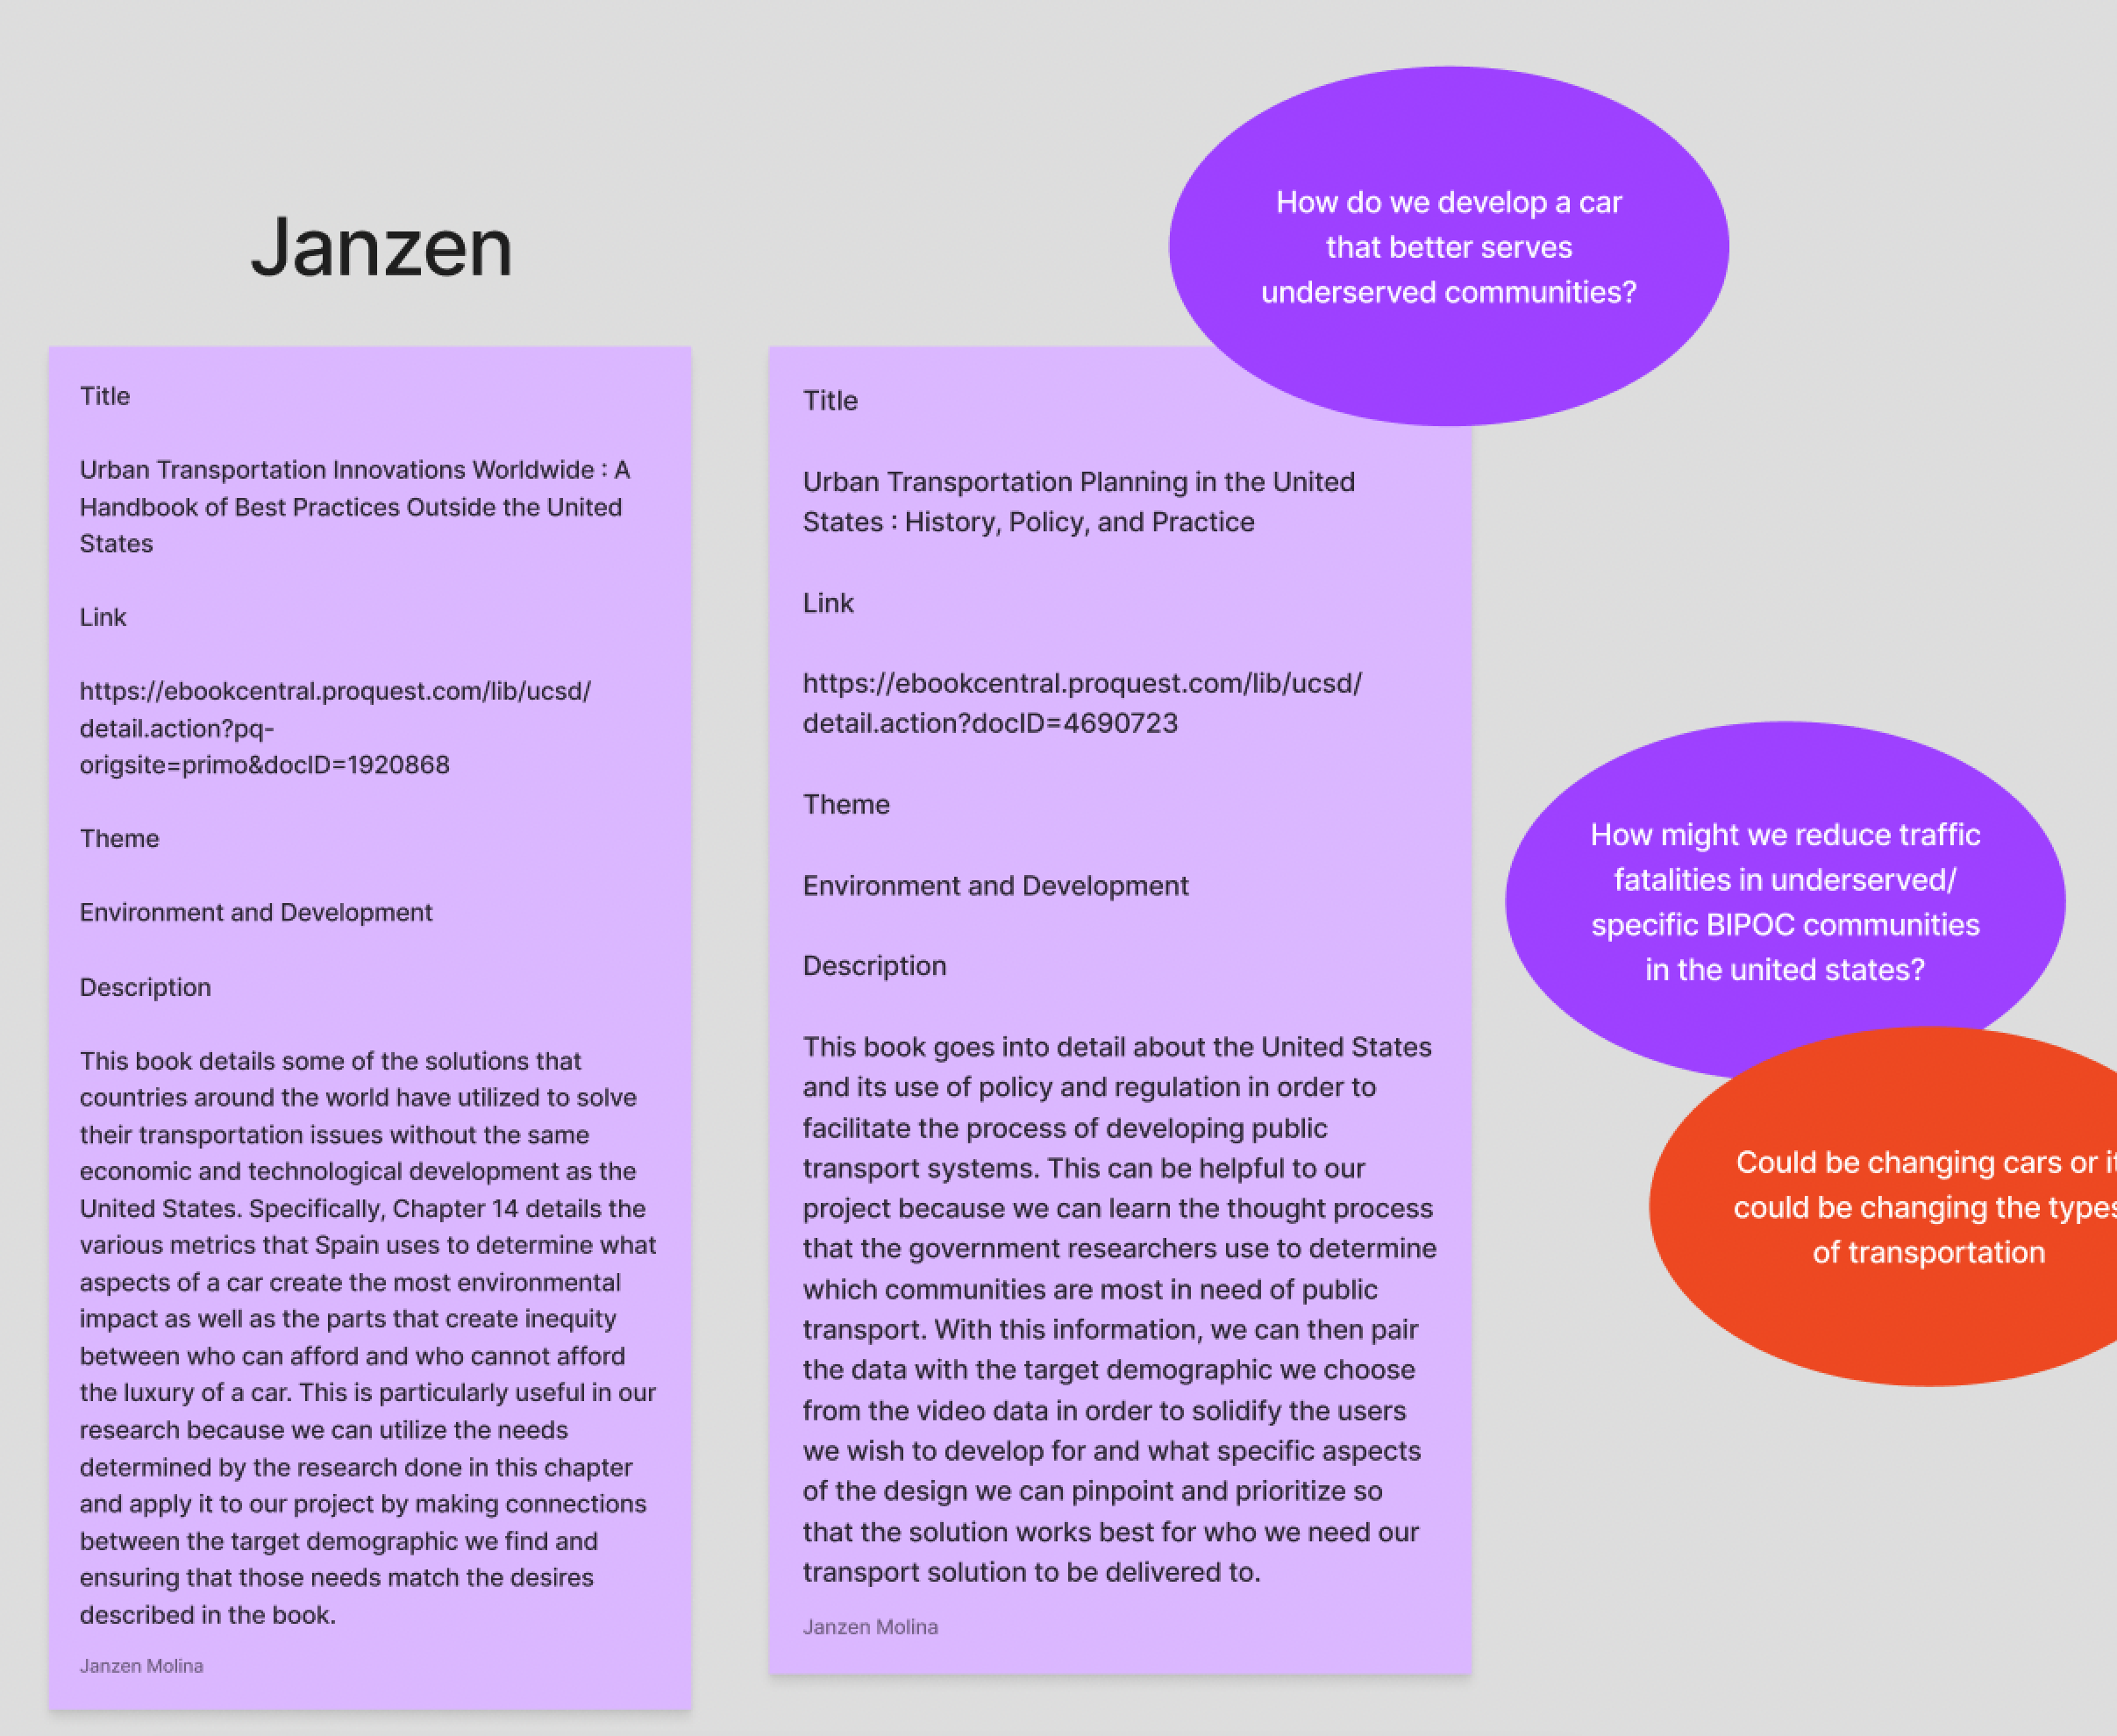 Janzen
Title
Urban Transportation Innovations Worldwide : A
Handbook of Best Practices Outside the United
States
Link
https://ebookcentral.proquest.com/lib/ucsd/
detail.action?pq-
origsite=primo&docID=1920868
Theme
Environment and Development
Description
This book details some of the solutions that
countries around the world have utilized to solve
their transportation issues without the same
economic and technological development as the
United States. Specifically, Chapter 14 details the
various metrics that Spain uses to determine what
aspects of a car create the most environmental
impact as well as the parts that create inequity
between who can afford and who cannot afford
the luxury of a car. This is particularly useful in our
research because we can utilize the needs
determined by the research done in this chapter
and apply it to our project by making connections
between the target demographic we find and
ensuring that those needs match the desires
described in the book.
Janzen Molina
Title
Urban Transportation Planning in the United
States : History, Policy, and Practice
Link
https://ebookcentral.proquest.com/lib/ucsd/
detail.action?docID=4690723
Theme
Environment and Development
Description
This book goes into detail about the United States
and its use of policy and regulation in order to
facilitate the process of developing public
transport systems. This can be helpful to our
project because we can learn the thought process
that the government researchers use to determine
which communities are most in need of public
transport. With this information, we can then pair
the data with the target demographic we choose
from the video data in order to solidify the users
we wish to develop for and what specific aspects
of the design we can pinpoint and prioritize so
that the solution works best for who we need our
transport solution to be delivered to.
Janzen Molina
How do we develop a car
that better serves
underserved communities?
How might we reduce traffic
fatalities in underserved/
specific BIPOC communities
in the united states?
Could be changing cars or it
could be changing the types
of transportation